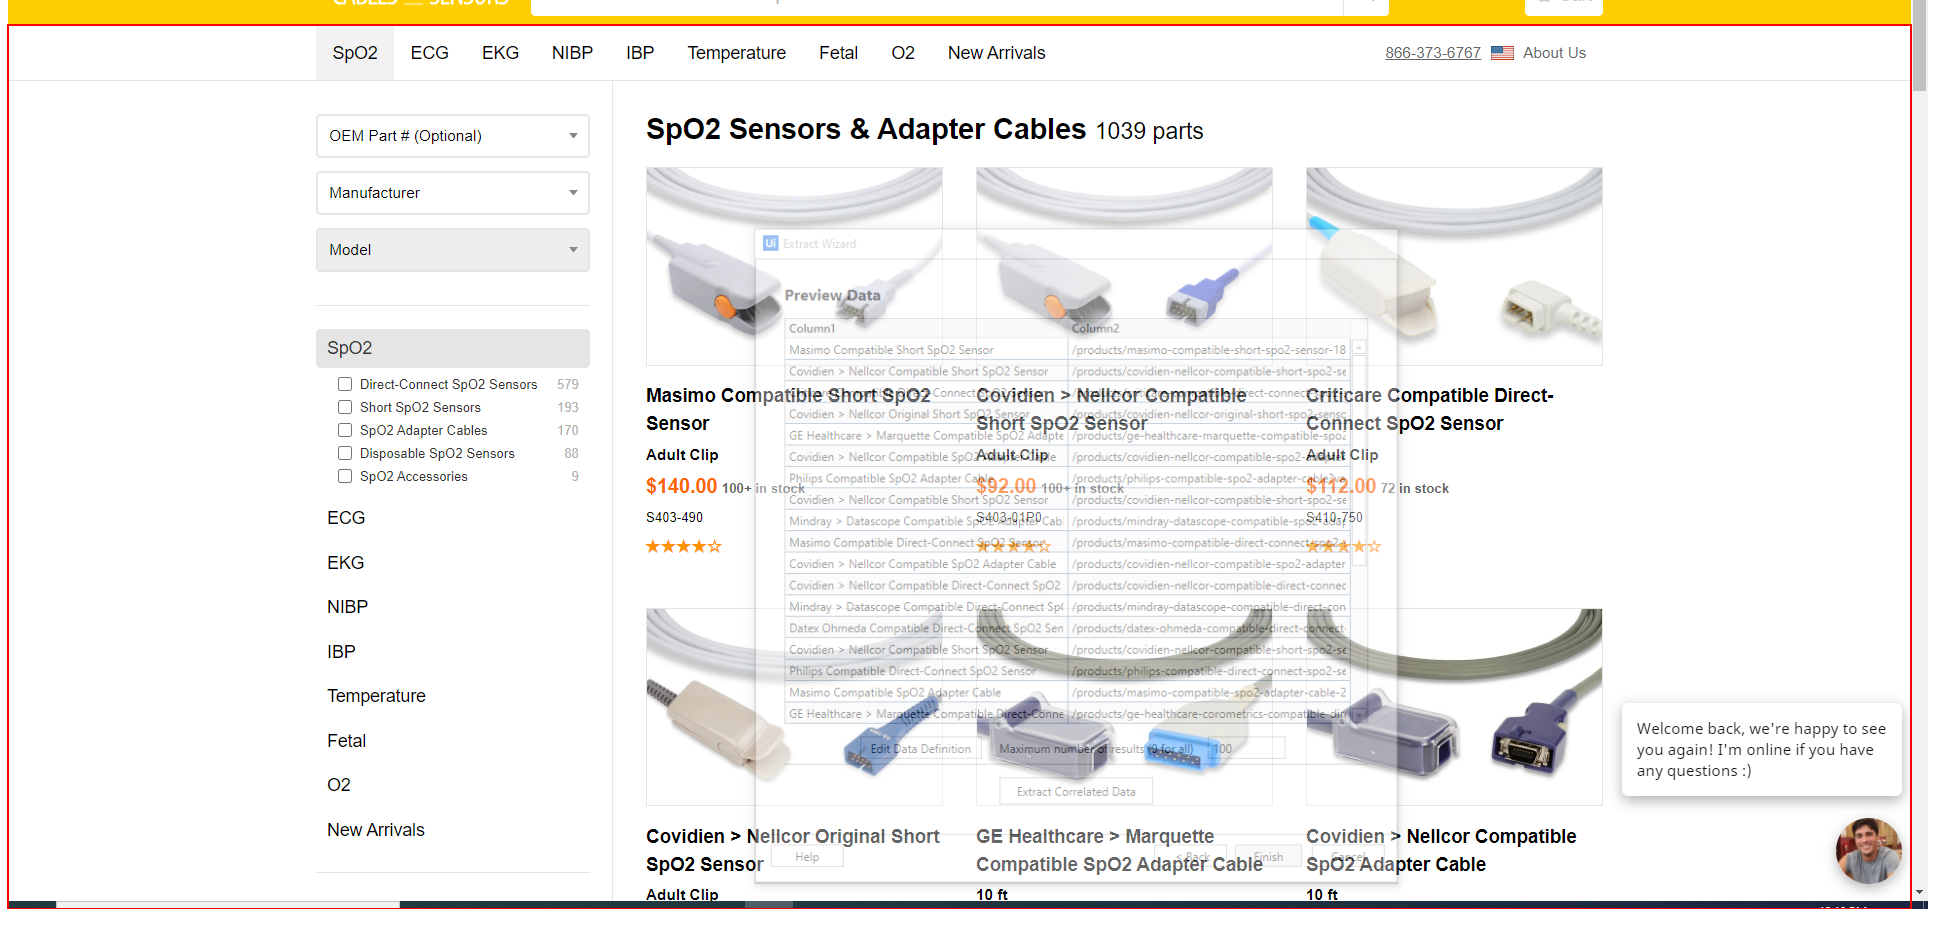 CABLES SENSORS
SpO2 ECG EKG NIBP IBP Temperature Fetal O2 New Arrivals 866-373-6767 About Us
OEM Part # (Optional)
Manufacturer
Model
SpO2
Direct-Connect SpO2 Sensors 579
Short SpO2 Sensors 193
SpO2 Adapter Cables 170
Disposable SpO2 Sensors 88
SpO2 Accessories 9
ECG
EKG
NIBP
IBP
Temperature
Fetal
O2
New Arrivals
SpO2 Sensors & Adapter Cables 1039 parts
Masimo Compatible Short SpO2
Sensor
Adult Clip
$140.00 100+ in stock
S403-490
Covidien > Nellcor Compatible
Short SpO2 Sensor
Adult Clip
$92.00 100+ in stock
S403-01P0
Criticare Compatible Direct-
Connect SpO2 Sensor
Adult Clip
$112.00 72 in stock
S410-750
Covidien > Nellcor Original Short
SpO2 Sensor
Adult Clip
GE Healthcare > Marquette
Compatible SpO2 Adapter Cable
10 ft
Covidien > Nellcor Compatible
SpO2 Adapter Cable
10 ft
Ui Extract Wizard
Preview Data
Column1 Column2
Masimo Compatible Short SpO2 Sensor /products/masimo-compatible-short-spo2-sensor-18
Covidien > Nellcor Compatible Short SpO2 Sensor /products/covidien-nellcor-compatible-short-spo2-se
Covidien > Nellcor Original Short SpO2 Sensor /products/covidien-nellcor-original-short-spo2-senso
GE Healthcare > Marquette Compatible SpO2 Adapte /products/ge-healthcare-marquette-compatible-spo2
Covidien > Nellcor Compatible SpO2 Adapter Cable /products/covidien-nellcor-compatible-spo2-adapter
Philips Compatible SpO2 Adapter Cable /products/philips-compatible-spo2-adapter-cable
Covidien > Nellcor Compatible Short SpO2 Sensor /products/covidien-nellcor-compatible-short-spo2-se
Mindray > Datascope Compatible SpO2 Adapter Cab /products/mindray-datascope-compatible-spo2-adap
Masimo Compatible Direct-Connect SpO2 Sensor /products/masimo-compatible-direct-connect-spo2
Covidien > Nellcor Compatible SpO2 Adapter Cable /products/covidien-nellcor-compatible-spo2-adapter
Covidien > Nellcor Compatible Direct-Connect SpO2 /products/covidien-nellcor-compatible-direct-connec
Mindray > Datascope Compatible Direct-Connect Sp( /products/mindray-datascope-compatible-direct-con
Datex Ohmeda Compatible Direct-Connect SpO2 Sen /products/datex-ohmeda-compatible-direct-connect-
Covidien > Nellcor Compatible Short SpO2 Sensor /products/covidien-nellcor-compatible-short-spo2-se
Philips Compatible Direct-Connect SpO2 Sensor /products/philips-compatible-direct-connect-spo2-se
Masimo Compatible SpO2 Adapter Cable /products/masimo-compatible-spo2-adapter-cable-2
GE Healthcare > Marquette Compatible Direct-Conne /products/ge-healthcare-corometrics-compatible-dir
Edit Data Definition Maximum number of results (0 for all) 100
Extract Correlated Data
Help < Back Finish Cancel
Welcome back, we're happy to see
you again! I'm online if you have
any questions :)